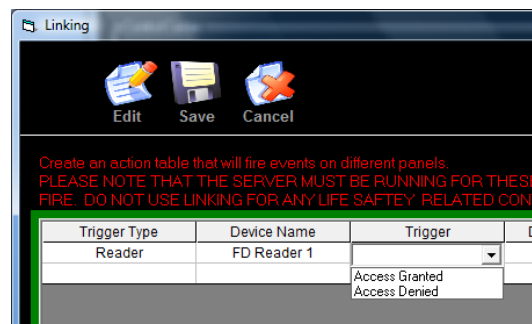 Linking
Edit Save Cancel
Create an action table that will fire events on different panels.
PLEASE NOTE THAT THE SERVER MUST BE RUNNING FOR THES
FIRE. DO NOT USE LINKING FOR ANY LIFE SAFTEY RELATED CON
Trigger Type Device Name Trigger D
Reader FD Reader 1
Access Granted
Access Denied